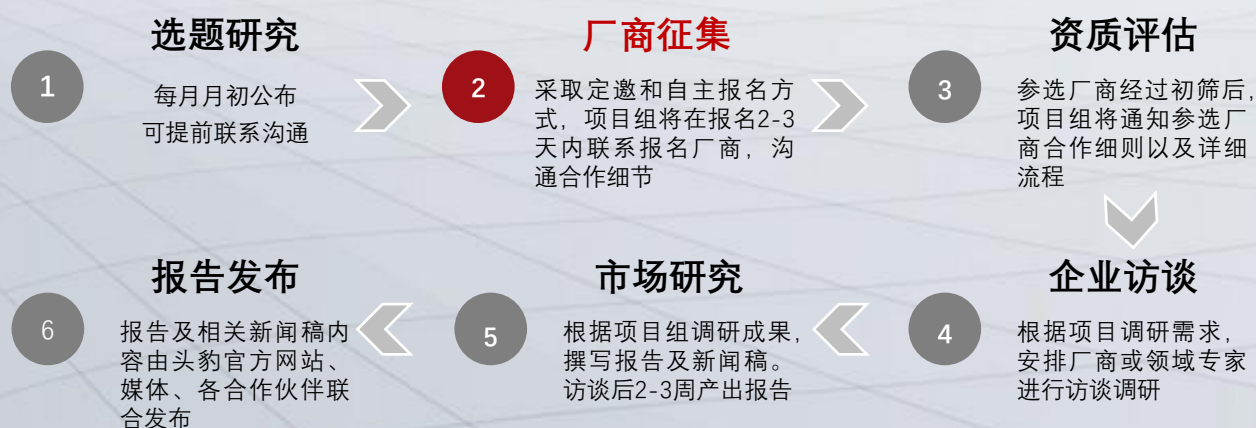 选题研究
1
每月月初公布
可提前联系沟通
厂商征集
2
采取定邀和自主报名方
式，项目组将在报名2-3
天内联系报名厂商，沟
通合作细节
资质评估
3
参选厂商经过初筛后，
项目组将通知参选厂
商合作细则以及详细
流程
企业访谈
4
根据项目调研需求，
安排厂商或领域专家
进行访谈调研
市场研究
5
根据项目组调研成果，
撰写报告及新闻稿。
访谈后2-3周产出报告
报告发布
6
报告及相关新闻稿内
容由头豹官方网站、
媒体、各合作伙伴联
合发布